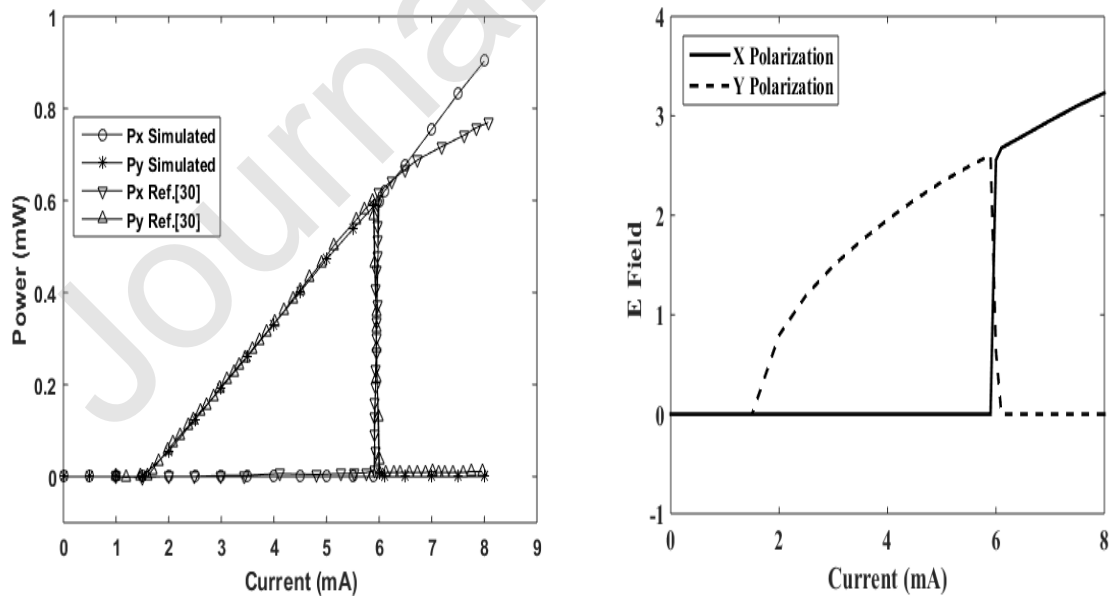 Journal
1
0.8
0.6
0.4
0.2
0
Power (mW)
Px Simulated
Py Simulated
Px Ref.[30]
Py Ref.[30]
0 1 2 3 4 5 6 7 8 9
Current (mA)
4
3
2
1
0
-1
E Field
X Polarization
Y Polarization
0 2 4 6 8
Current (mA)